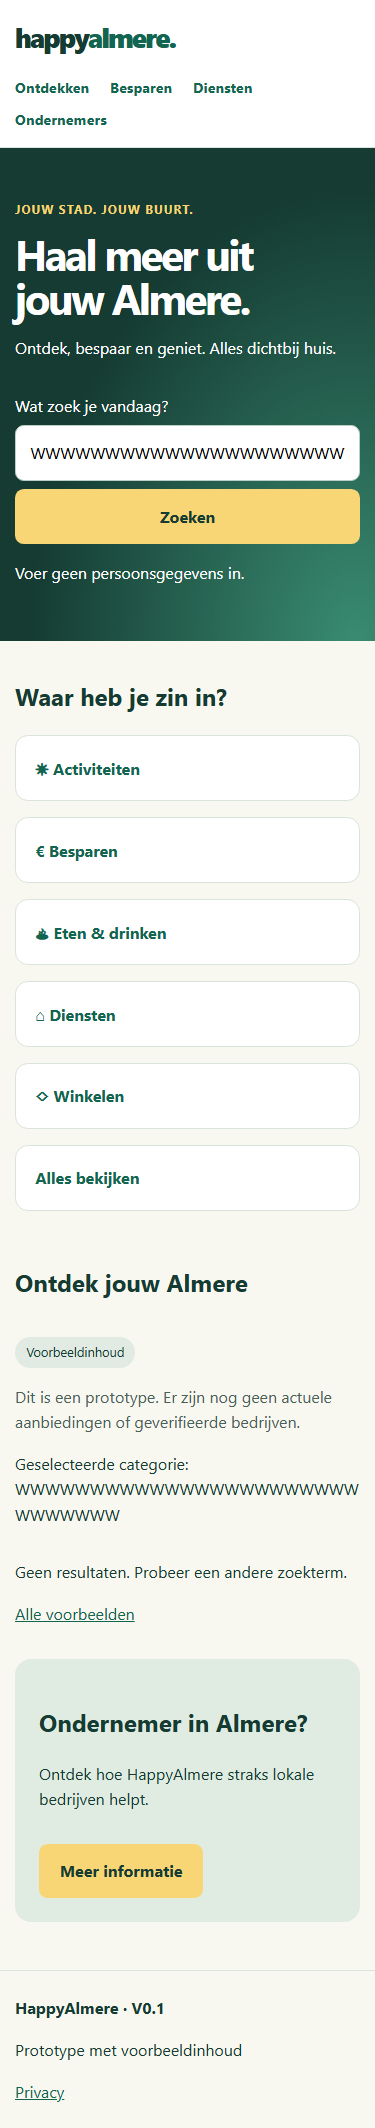 happyalmere.
Ontdekken Besparen Diensten
Ondernemers
JOUW STAD. JOUW BUURT.
Haal meer uit
jouw Almere.
Ontdek, bespaar en geniet. Alles dichtbij huis.
Wat zoek je vandaag?
WWWWWWWWWWWWWWWWWWWWW
Zoeken
Voer geen persoonsgegevens in.
Waar heb je zin in?
Activiteiten
€ Besparen
Eten & drinken
⌂ Diensten
Winkelen
Alles bekijken
Ontdek jouw Almere
Voorbeeldinhoud
Dit is een prototype. Er zijn nog geen actuele
aanbiedingen of geverifieerde bedrijven.
Geselecteerde categorie:
WWWWWWWWWWWWWWWWWWWWWWW
WWWWWWW
Geen resultaten. Probeer een andere zoekterm.
Alle voorbeelden
Ondernemer in Almere?
Ontdek hoe HappyAlmere straks lokale
bedrijven helpt.
Meer informatie
HappyAlmere · V0.1
Prototype met voorbeeldinhoud
Privacy